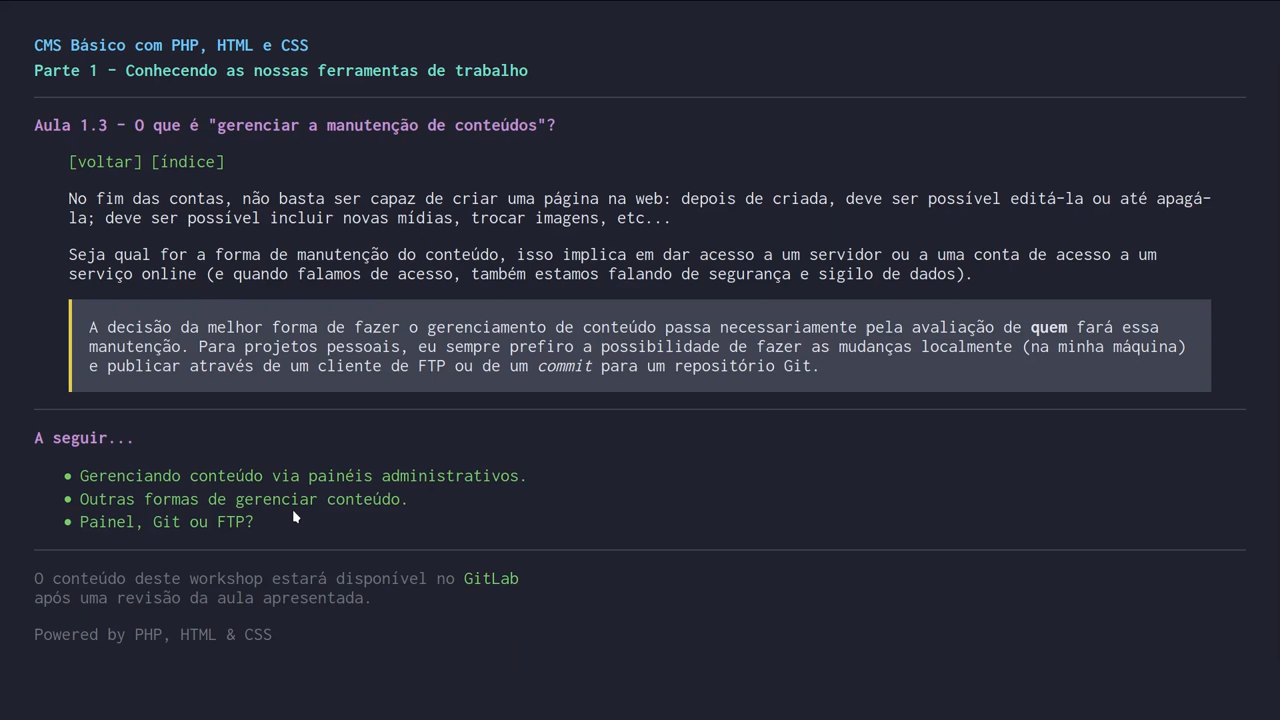 CMS Básico com PHP, HTML e CSS
Parte 1 - Conhecendo as nossas ferramentas de trabalho
Aula 1.3 - O que é "gerenciar a manutenção de conteúdos"?
[voltar] [índice]
No fim das contas, não basta ser capaz de criar uma página na web: depois de criada, deve ser possível editá-la ou até apagá-
la; deve ser possível incluir novas mídias, trocar imagens, etc...
Seja qual for a forma de manutenção do conteúdo, isso implica em dar acesso a um servidor ou a uma conta de acesso a um
serviço online (e quando falamos de acesso, também estamos falando de segurança e sigilo de dados).
A decisão da melhor forma de fazer o gerenciamento de conteúdo passa necessariamente pela avaliação de quem fará essa
manutenção. Para projetos pessoais, eu sempre prefiro a possibilidade de fazer as mudanças localmente (na minha máquina)
e publicar através de um cliente de FTP ou de um commit para um repositório Git.
A seguir...
• Gerenciando conteúdo via painéis administrativos.
• Outras formas de gerenciar conteúdo.
• Painel, Git ou FTP?
O conteúdo deste workshop estará disponível no GitLab
após uma revisão da aula apresentada.
Powered by PHP, HTML & CSS